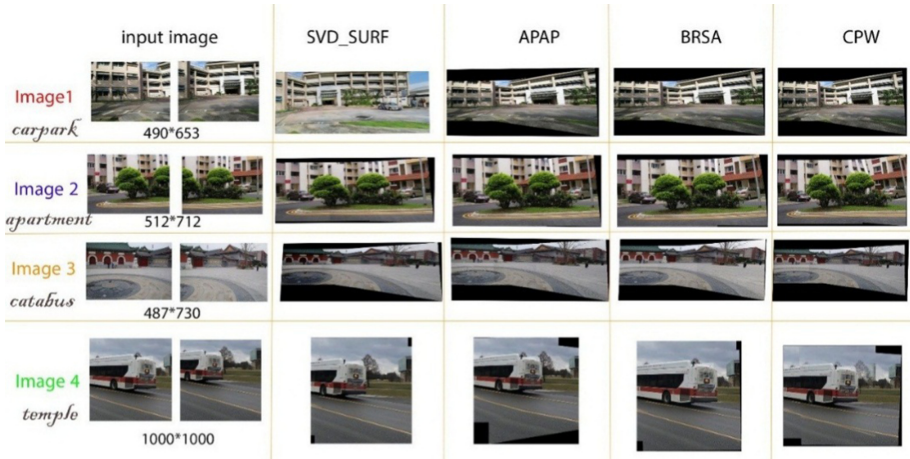 input image SVD_SURF APAP BRSA CPW
Image1
carpark
490*653
Image 2
apartment
512*712
Image 3
catabus
487*730
Image 4
temple
1000*1000